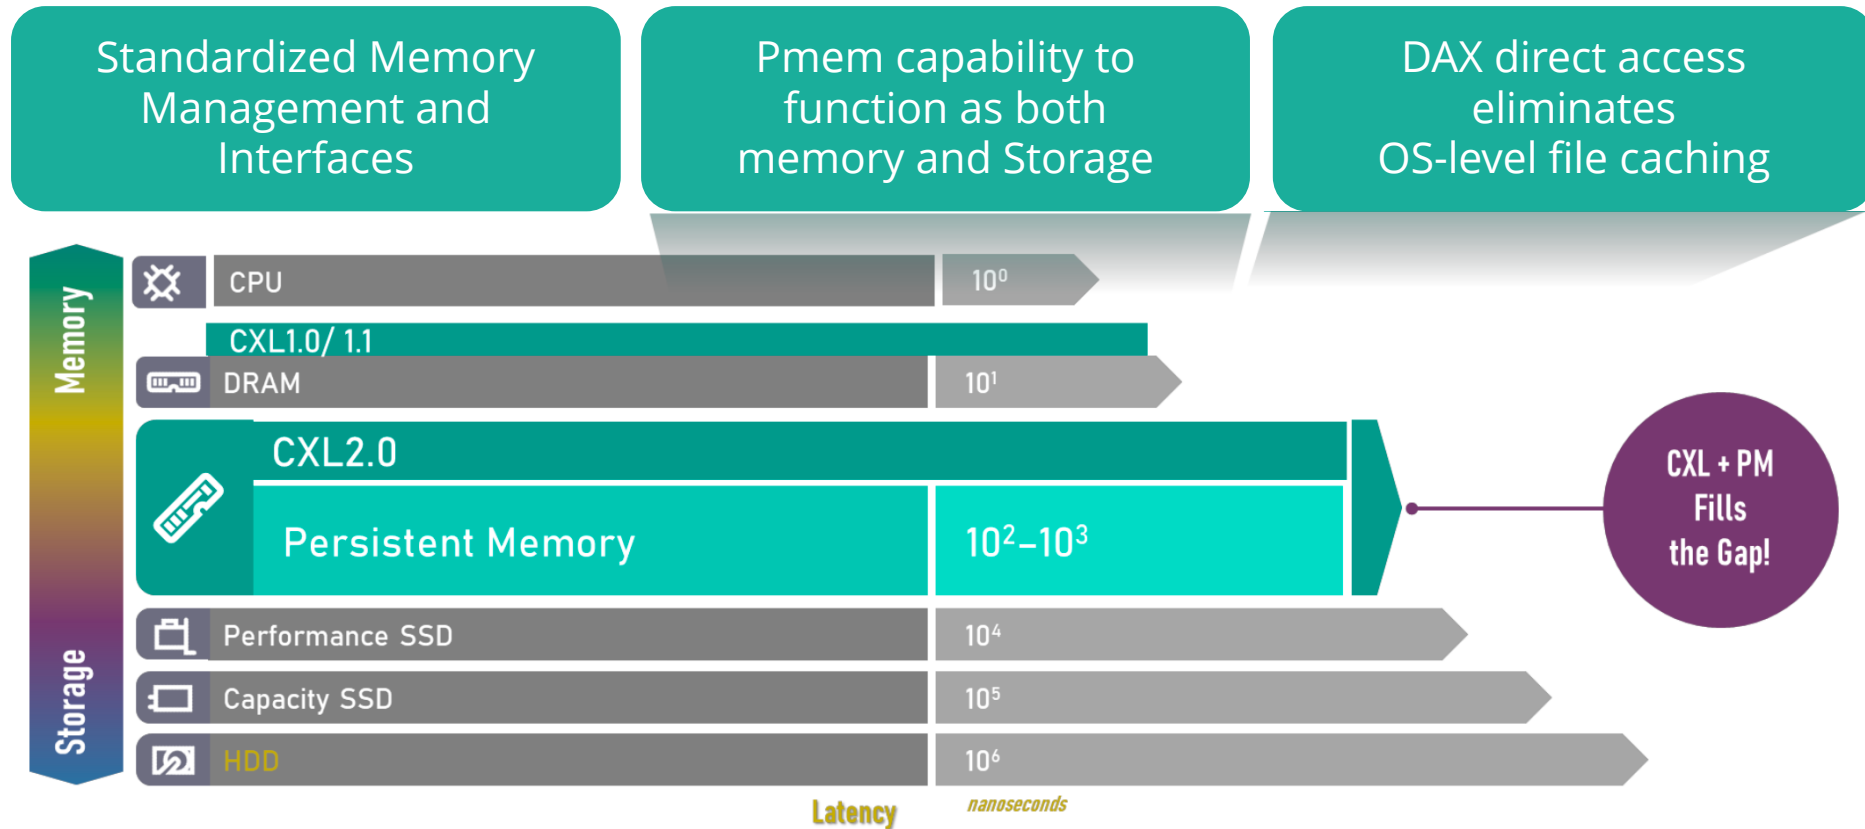 Standardized Memory
Management and
Interfaces
Pmem capability to
function as both
memory and Storage
DAX direct access
eliminates
OS-level file caching
Memory
Storage
CPU
10⁰
CXL1.0/ 1.1
DRAM
10¹
CXL2.0
Persistent Memory
10²–10³
CXL + PM
Fills
the Gap!
Performance SSD
10⁴
Capacity SSD
10⁵
HDD
10⁶
Latency
nanoseconds